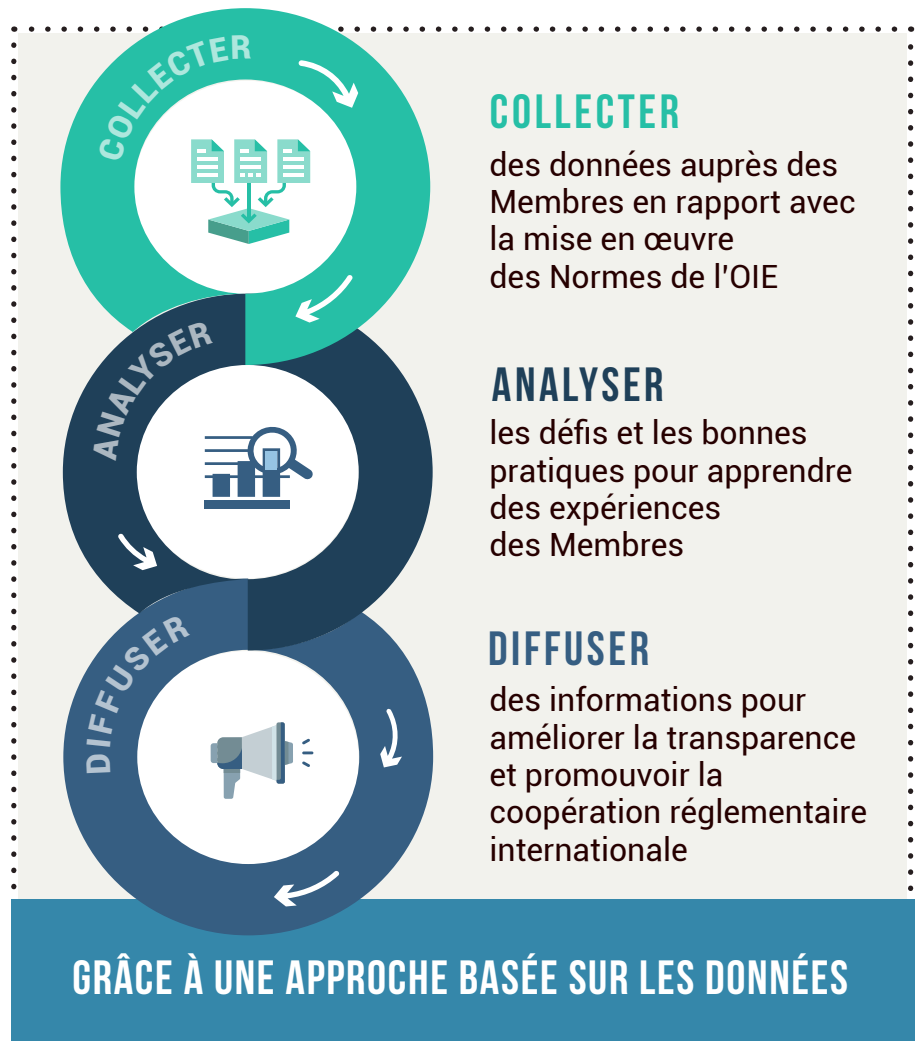 COLLECTER
COLLECTER
des données auprès des
Membres en rapport avec
la mise en œuvre
des Normes de l'OIE
ANALYSER
ANALYSER
les défis et les bonnes
pratiques pour apprendre
des expériences
des Membres
DIFFUSER
DIFFUSER
des informations pour
améliorer la transparence
et promouvoir la
coopération réglementaire
internationale
GRÂCE À UNE APPROCHE BASÉE SUR LES DONNÉES